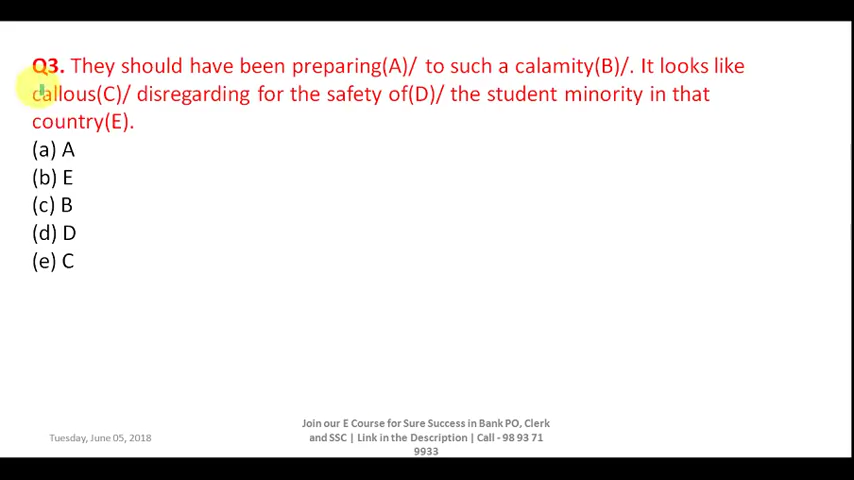 Q3. They should have been preparing(A)/ to such a calamity(B)/. It looks like
callous(C)/ disregarding for the safety of(D)/ the student minority in that
country(E).
(a) A
(b) E
(c) B
(d) D
(e) C
Tuesday, June 05, 2018
Join our E Course for Sure Success in Bank PO, Clerk
and SSC | Link in the Description | Call - 98 93 71
9933